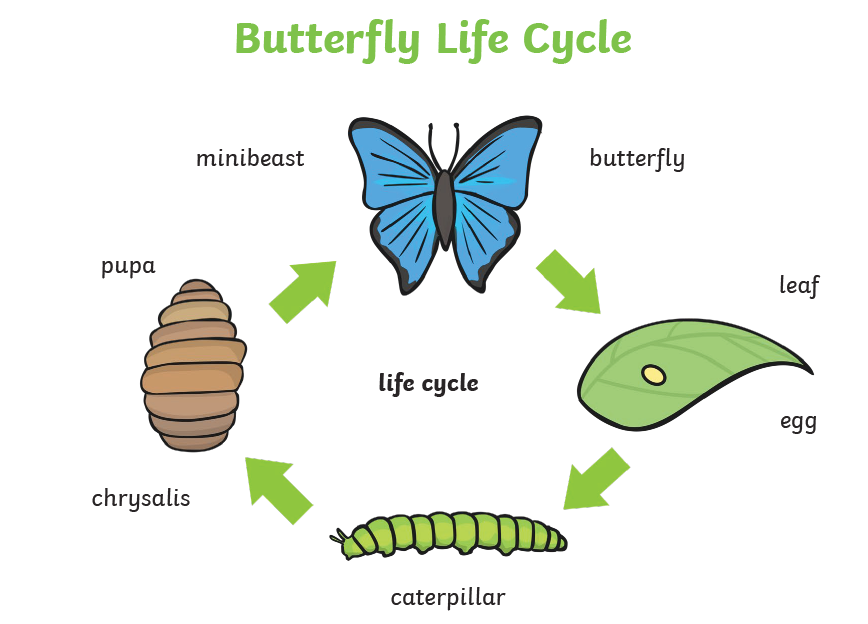 Butterfly Life Cycle
minibeast
butterfly
pupa
leaf
life cycle
egg
chrysalis
caterpillar